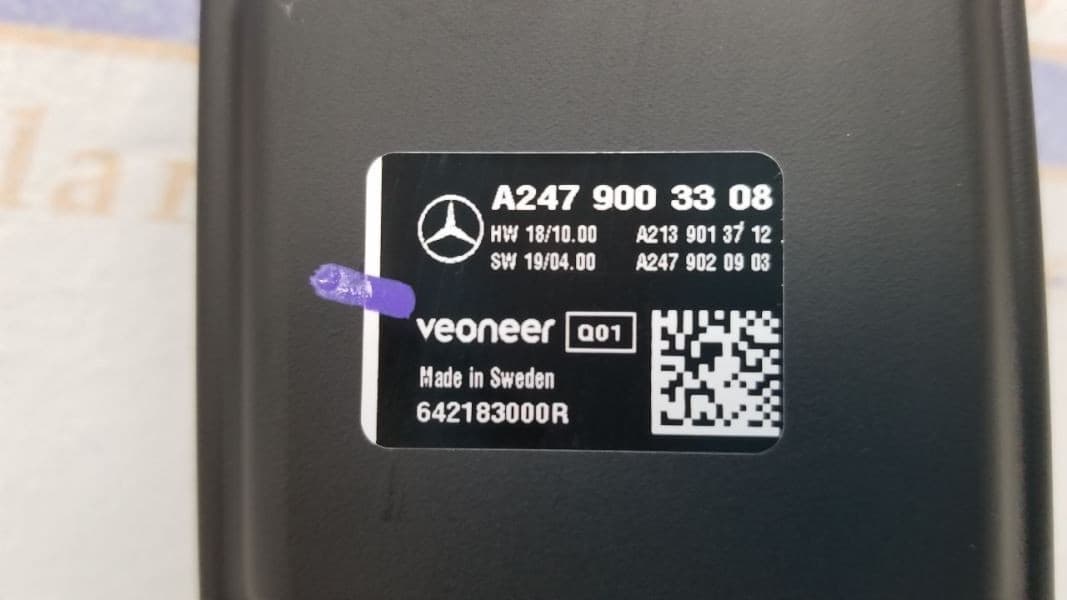 A247 900 33 08
HW 18/10.00 A213 901 37 12
SW 19/04.00 A247 902 09 03
veoneer Q01
Made in Sweden
642183000R